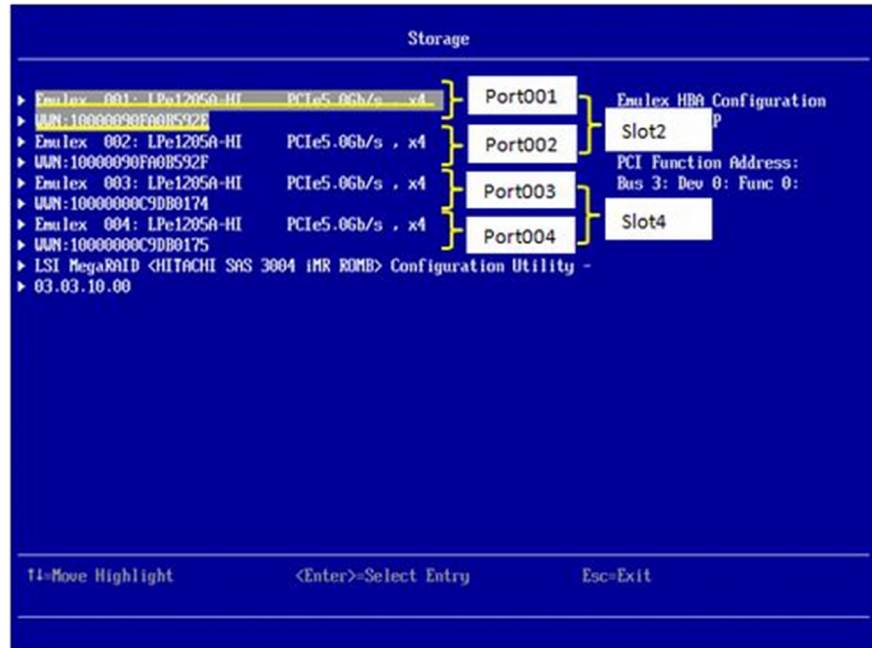 Storage
Emulex 001: LPe1205A-HI PCIe5.0Gb/s , x4
WWN:10000090FA0B592E
Emulex 002: LPe1205A-HI PCIe5.0Gb/s , x4
WWN:10000090FA0B592F
Emulex 003: LPe1205A-HI PCIe5.0Gb/s , x4
WWN:10000000C9DB0174
Emulex 004: LPe1205A-HI PCIe5.0Gb/s , x4
WWN:10000000C9DB0175
LSI MegaRAID <HITACHI SAS 3004 iMR ROMB> Configuration Utility -
03.03.10.00
Port001
Port002
Port003
Port004
Slot2
Slot4
Emulex HBA Configuration
P
PCI Function Address:
Bus 3: Dev 0: Func 0:
↑↓=Move Highlight
<Enter>=Select Entry
Esc=Exit